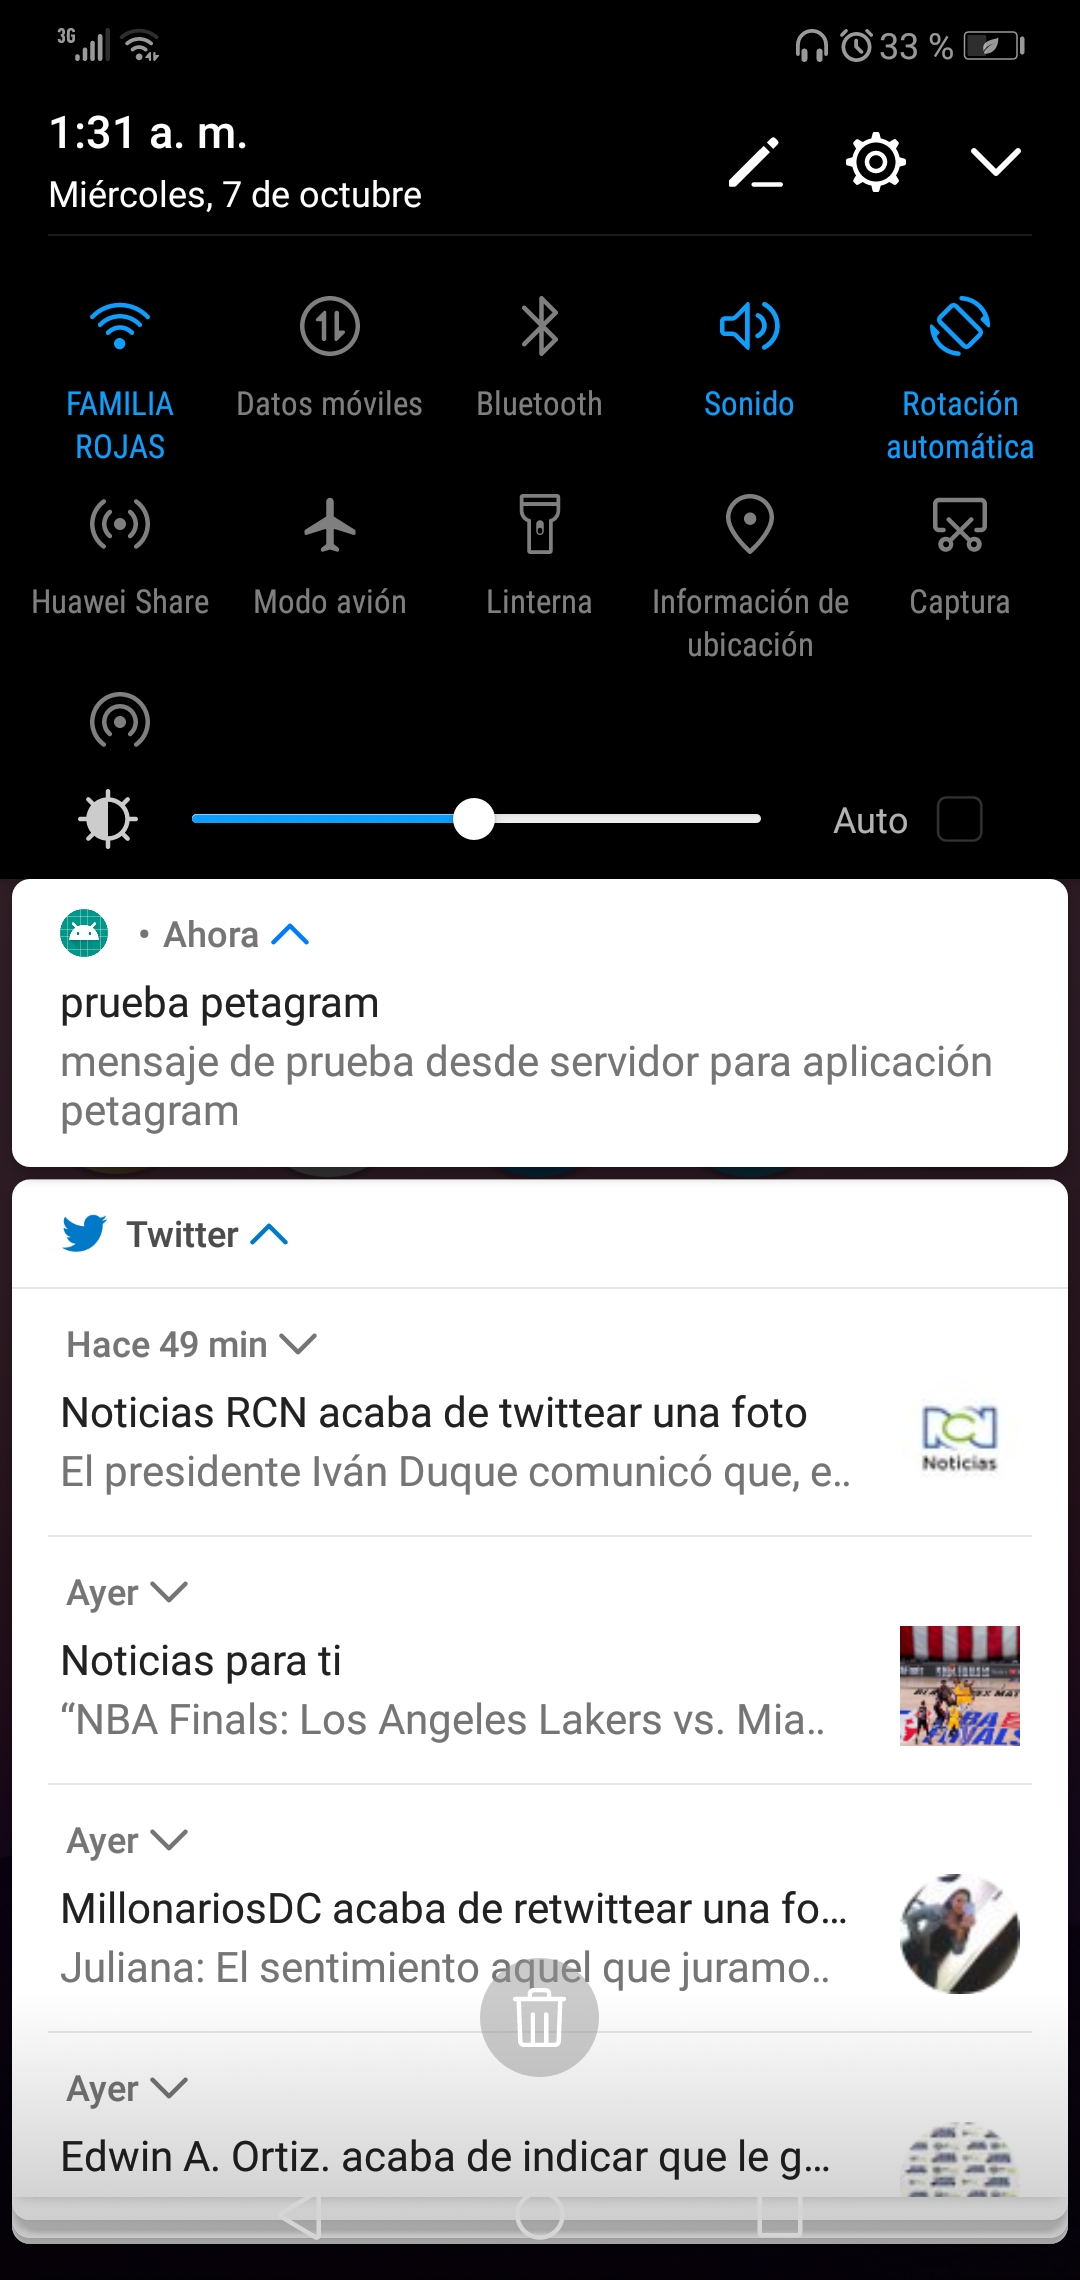 3G
33 %
1:31 a. m.
Miércoles, 7 de octubre
FAMILIA
ROJAS
Datos móviles
Bluetooth
Sonido
Rotación
automática
Huawei Share
Modo avión
Linterna
Información de
ubicación
Captura
Auto
• Ahora
prueba petagram
mensaje de prueba desde servidor para aplicación
petagram
Twitter
Hace 49 min
Noticias RCN acaba de twittear una foto
El presidente Iván Duque comunicó que, e..
RCN
Noticias
Ayer
Noticias para ti
“NBA Finals: Los Angeles Lakers vs. Mia..
Ayer
MillonariosDC acaba de retwittear una fo...
Juliana: El sentimiento aquel que juramo..
Ayer
Edwin A. Ortiz. acaba de indicar que le g...